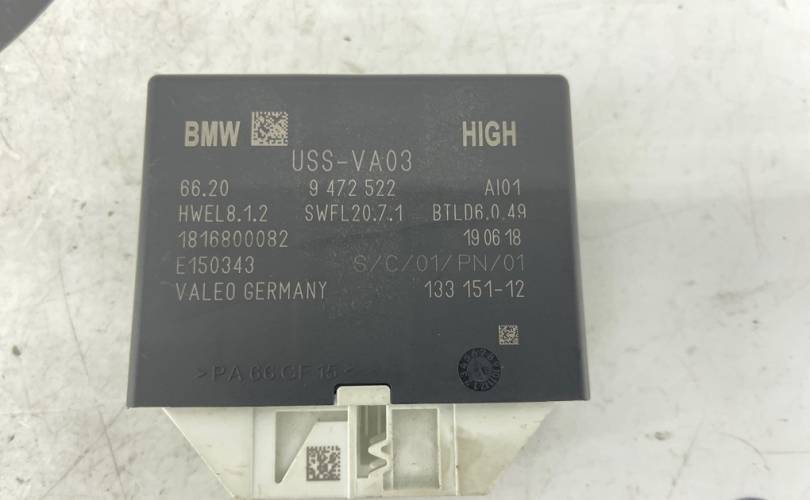 BMW HIGH
USS-VA03
66.20 9 472 522 AI01
HWEL8.1.2 SWFL20.7.1 BTLD6.0.49
1816800082 19 06 18
E150343 S/C/01/PN/01
VALEO GERMANY 133 151-12
>PA 66 GF 15<